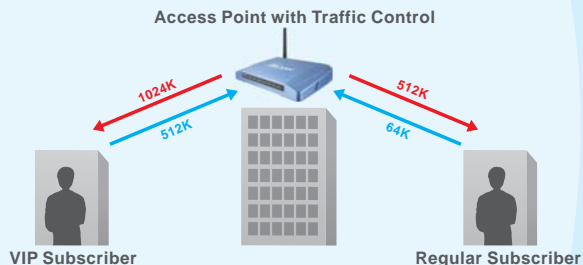 Access Point with Traffic Control
1024K
512K
512K
64K
VIP Subscriber
Regular Subscriber